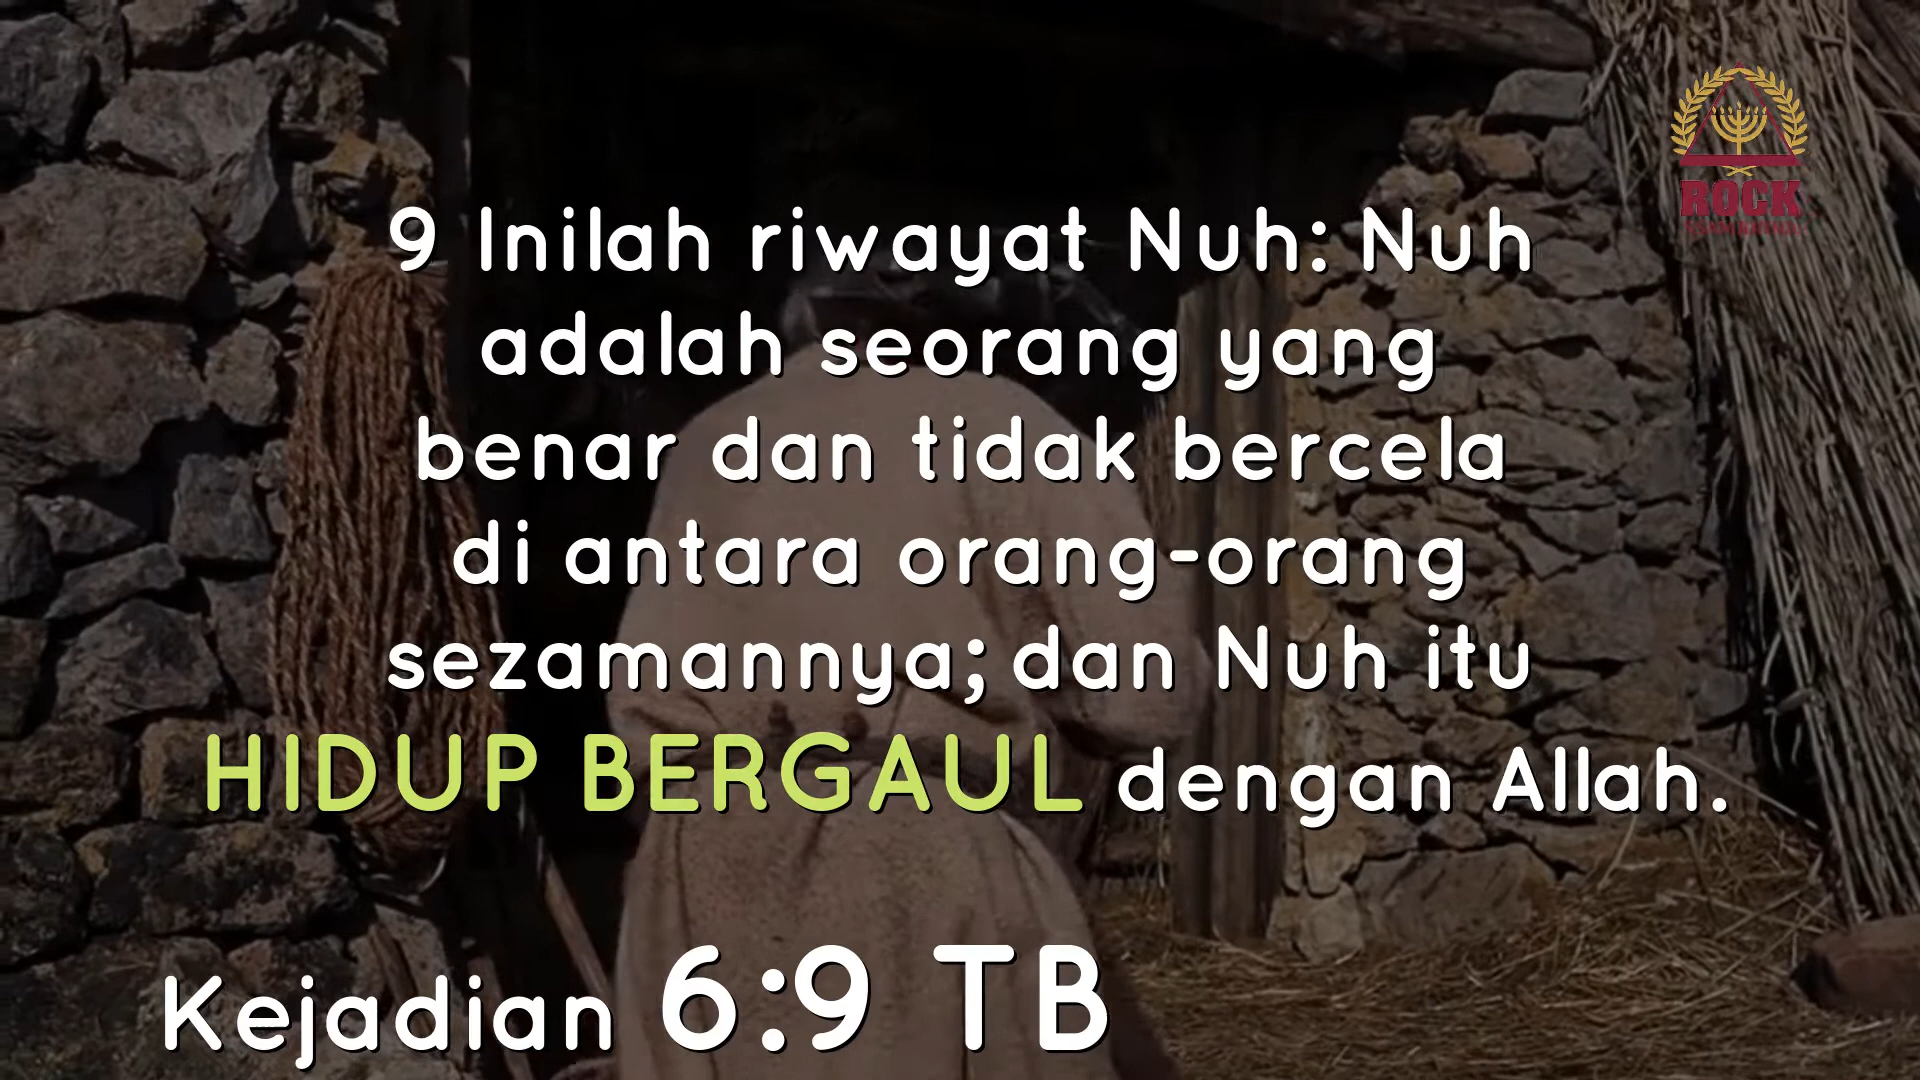 ROCK
9 Inilah riwayat Nuh: Nuh
adalah seorang yang
benar dan tidak bercela
di antara orang-orang
sezamannya; dan Nuh itu
HIDUP BERGAUL dengan Allah.
Kejadian 6:9 TB